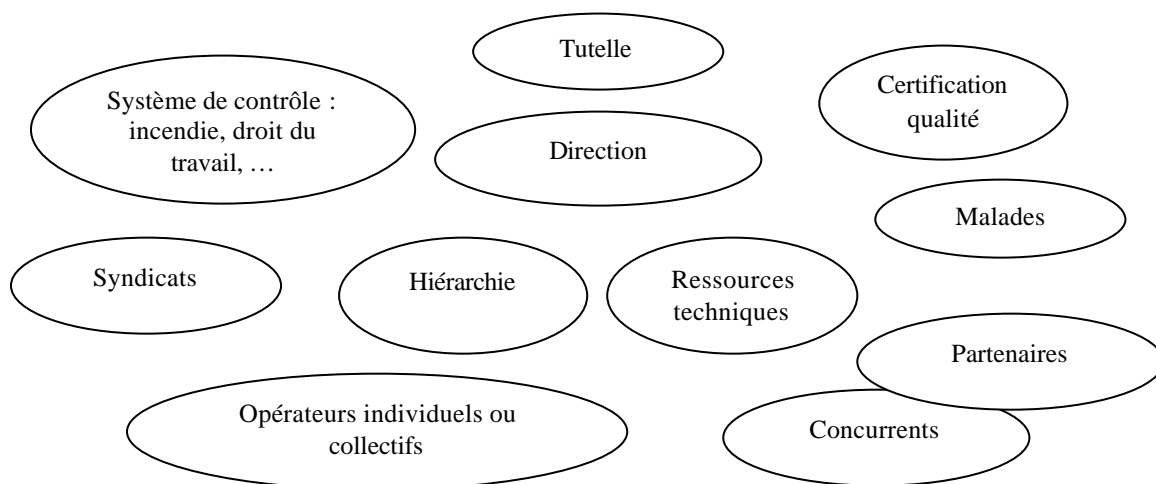 Tutelle
Système de contrôle :
incendie, droit du
travail, …
Certification
qualité
Direction
Malades
Syndicats
Hiérarchie
Ressources
techniques
Partenaires
Opérateurs individuels ou
collectifs
Concurrents